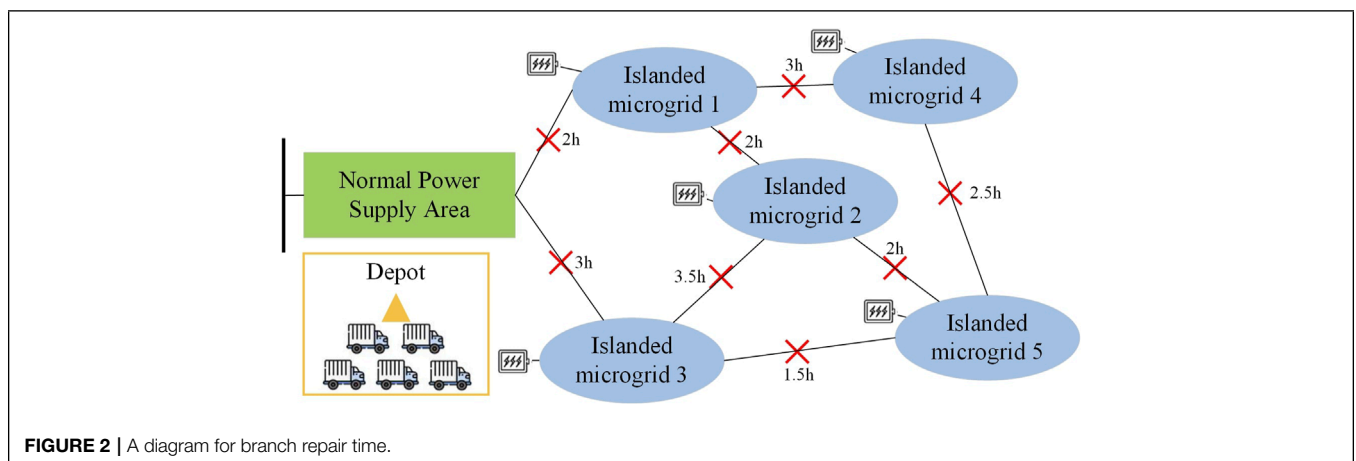 Islanded
microgrid 1
3h
Islanded
microgrid 4
2h
2h
Normal Power
Supply Area
Islanded
microgrid 2
2.5h
2h
3h
3.5h
Depot
Islanded
microgrid 3
1.5h
Islanded
microgrid 5
FIGURE 2 | A diagram for branch repair time.